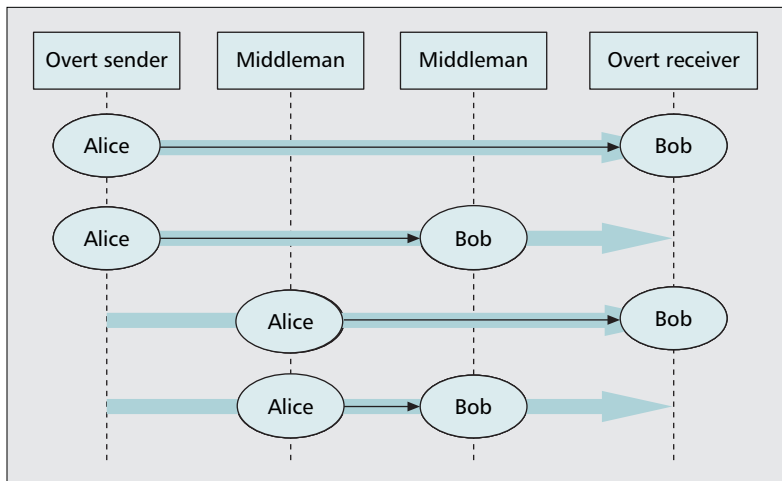 Overt sender
Middleman
Middleman
Overt receiver
Alice
Bob
Alice
Bob
Alice
Bob
Alice
Bob